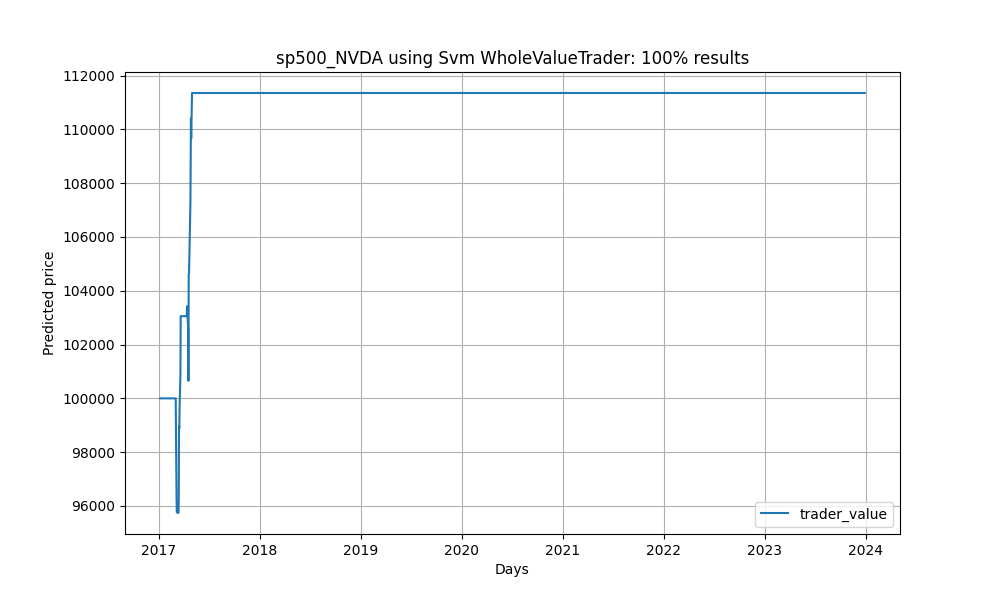 sp500_NVDA using Svm WholeValueTrader: 100% results
112000
110000
108000
106000
104000
102000
100000
98000
96000
Predicted price
trader_value
2017 2018 2019 2020 2021 2022 2023 2024
Days